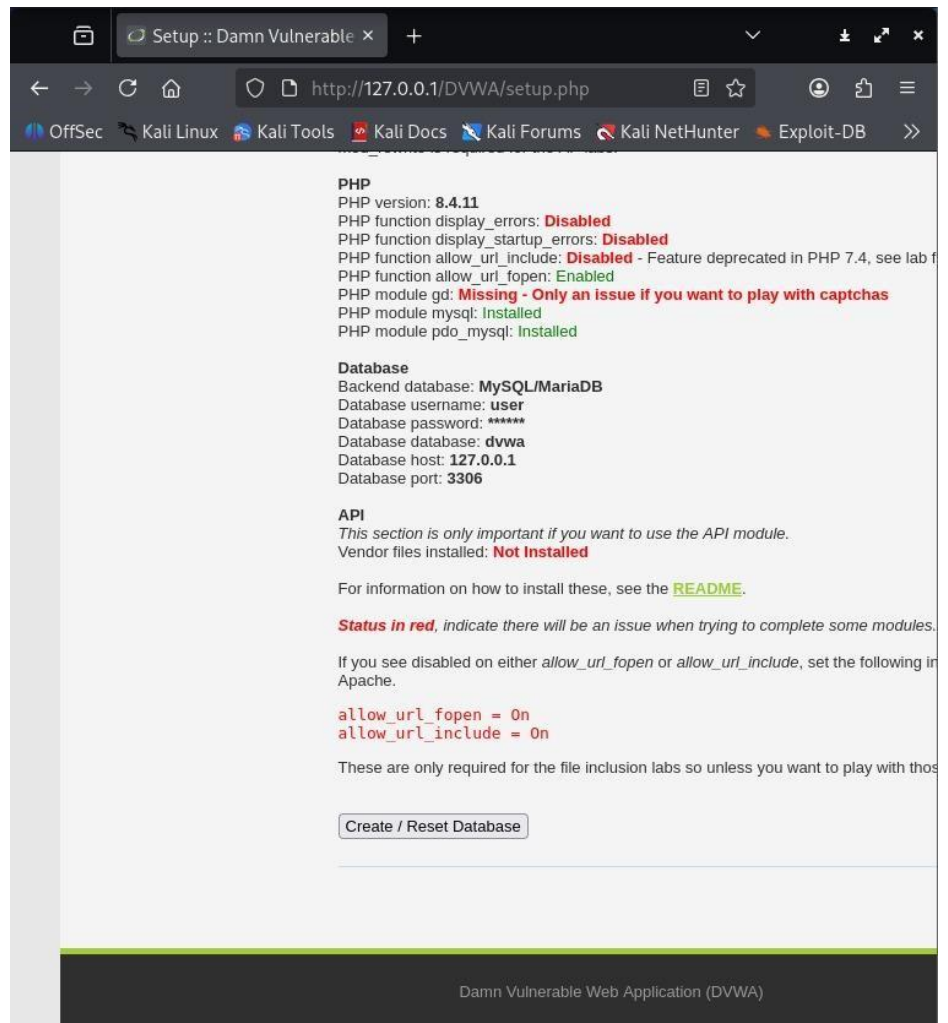 Setup :: Damn Vulnerable
http://127.0.0.1/DVWA/setup.php
OffSec Kali Linux Kali Tools Kali Docs Kali Forums Kali NetHunter Exploit-DB
PHP
PHP version: 8.4.11
PHP function display_errors: Disabled
PHP function display_startup_errors: Disabled
PHP function allow_url_include: Disabled - Feature deprecated in PHP 7.4, see lab f
PHP function allow_url_fopen: Enabled
PHP module gd: Missing - Only an issue if you want to play with captchas
PHP module mysql: Installed
PHP module pdo_mysql: Installed
Database
Backend database: MySQL/MariaDB
Database username: user
Database password: ******
Database database: dvwa
Database host: 127.0.0.1
Database port: 3306
API
This section is only important if you want to use the API module.
Vendor files installed: Not Installed
For information on how to install these, see the README.
Status in red, indicate there will be an issue when trying to complete some modules.
If you see disabled on either allow_url_fopen or allow_url_include, set the following in
Apache.
allow_url_fopen = On
allow_url_include = On
These are only required for the file inclusion labs so unless you want to play with thos
Create / Reset Database
Damn Vulnerable Web Application (DVWA)